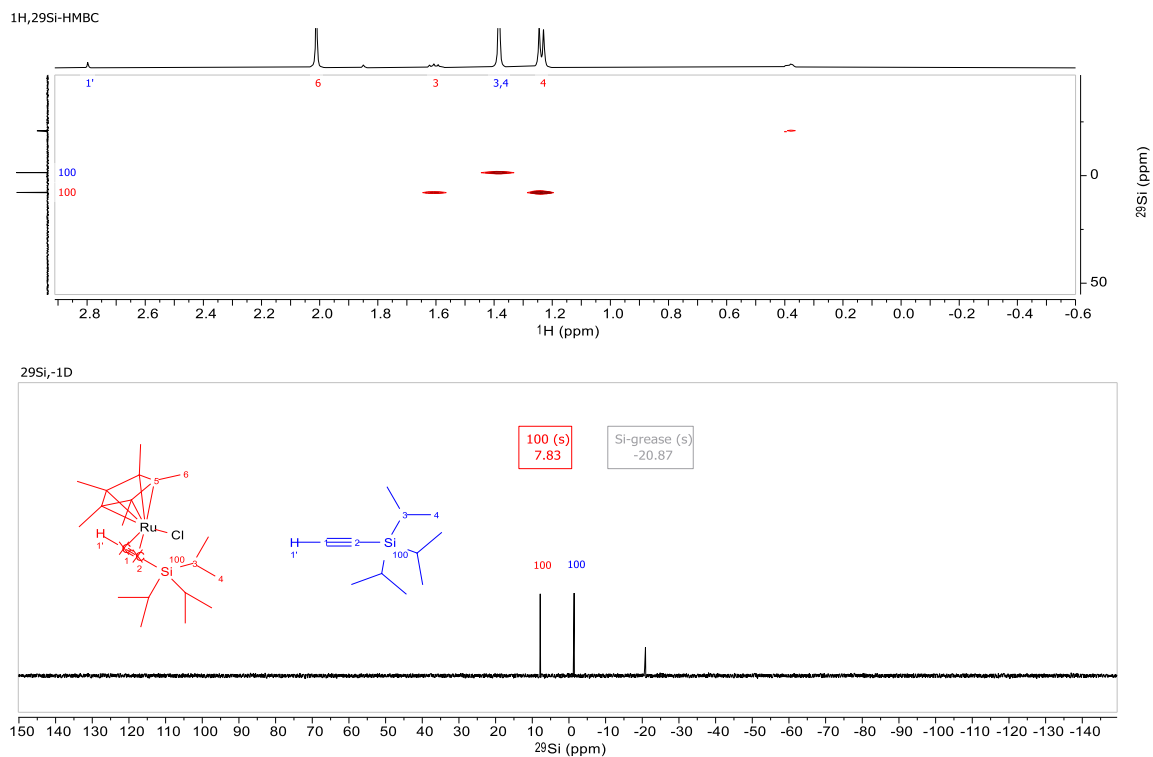 1H,29Si-HMBC
1' 6 3 3,4 4
100
100
0
50
29Si (ppm)
2.8 2.6 2.4 2.2 2.0 1.8 1.6 1.4 1.2 1.0 0.8 0.6 0.4 0.2 0.0 -0.2 -0.4 -0.6
1H (ppm)
29Si,-1D
100 (s)
7.83
Si-grease (s)
-20.87
6
5
Ru
Cl
H
1'
C
C
1
2
100
Si
3
4
H
1'
1
2
Si
100
3
4
100 100
150 140 130 120 110 100 90 80 70 60 50 40 30 20 10 0 -10 -20 -30 -40 -50 -60 -70 -80 -90 -100 -110 -120 -130 -140
29Si (ppm)